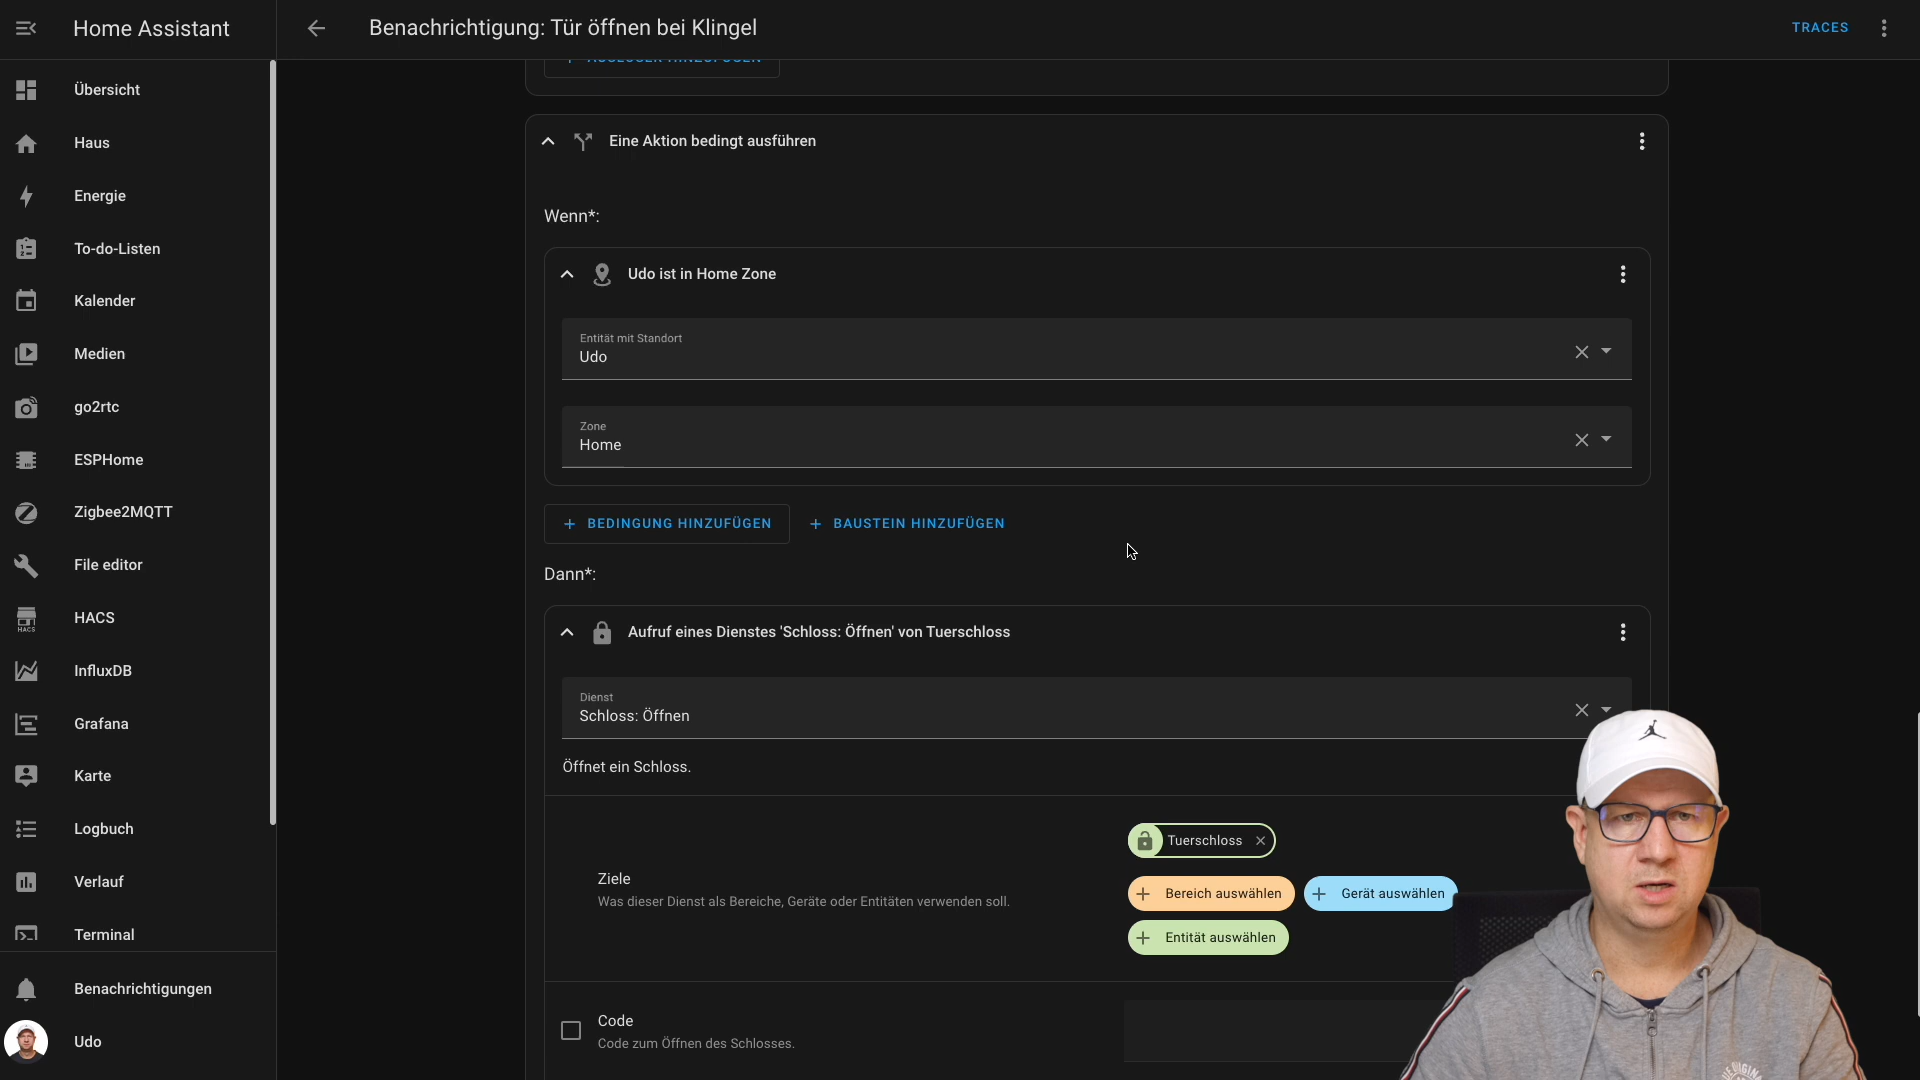 Home Assistant
Benachrichtigung: Tür öffnen bei Klingel
TRACES
Übersicht
Haus
Energie
To-do-Listen
Kalender
Medien
go2rtc
ESPHome
Zigbee2MQTT
File editor
HACS
HACS
InfluxDB
Grafana
Karte
Logbuch
Verlauf
Terminal
Benachrichtigungen
Udo
+ AUSLÖSER HINZUFÜGEN
Eine Aktion bedingt ausführen
Wenn*:
Udo ist in Home Zone
Entität mit Standort
Udo
Zone
Home
+ BEDINGUNG HINZUFÜGEN
+ BAUSTEIN HINZUFÜGEN
Dann*:
Aufruf eines Dienstes 'Schloss: Öffnen' von Tuerschloss
Dienst
Schloss: Öffnen
Öffnet ein Schloss.
Ziele
Was dieser Dienst als Bereiche, Geräte oder Entitäten verwenden soll.
Tuerschloss
+ Bereich auswählen
+ Gerät auswählen
+ Entität auswählen
Code
Code zum Öffnen des Schlosses.